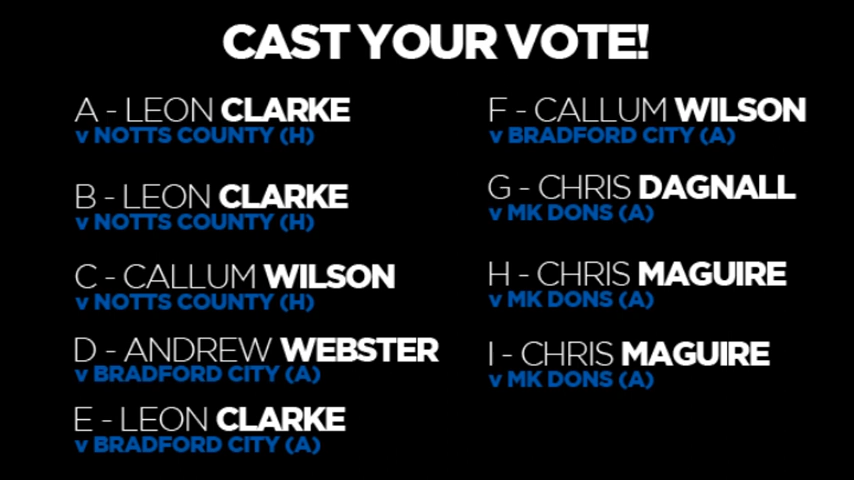 CAST YOUR VOTE!
A - LEON CLARKE
v NOTTS COUNTY (H)
B - LEON CLARKE
v NOTTS COUNTY (H)
C - CALLUM WILSON
v NOTTS COUNTY (H)
D - ANDREW WEBSTER
v BRADFORD CITY (A)
E - LEON CLARKE
v BRADFORD CITY (A)
F - CALLUM WILSON
v BRADFORD CITY (A)
G - CHRIS DAGNALL
v MK DONS (A)
H - CHRIS MAGUIRE
v MK DONS (A)
I - CHRIS MAGUIRE
v MK DONS (A)